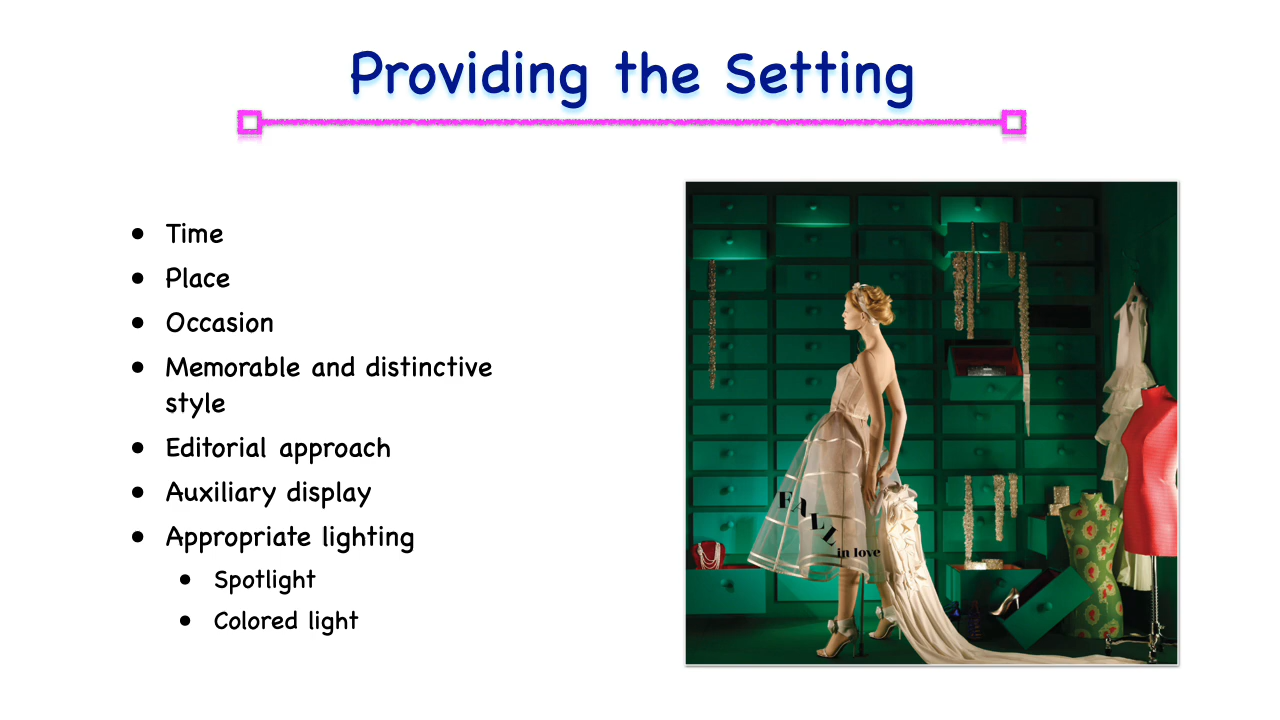 Providing the Setting
Time
Place
Occasion
Memorable and distinctive
style
Editorial approach
Auxiliary display
Appropriate lighting
Spotlight
Colored light
FALL
in love